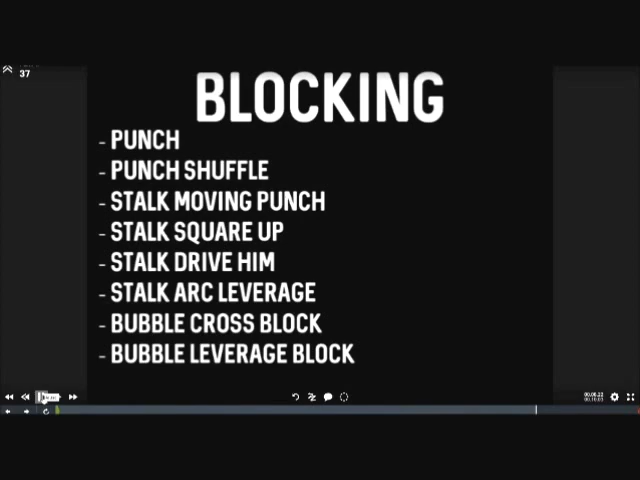 37
BLOCKING
- PUNCH
- PUNCH SHUFFLE
- STALK MOVING PUNCH
- STALK SQUARE UP
- STALK DRIVE HIM
- STALK ARC LEVERAGE
- BUBBLE CROSS BLOCK
- BUBBLE LEVERAGE BLOCK